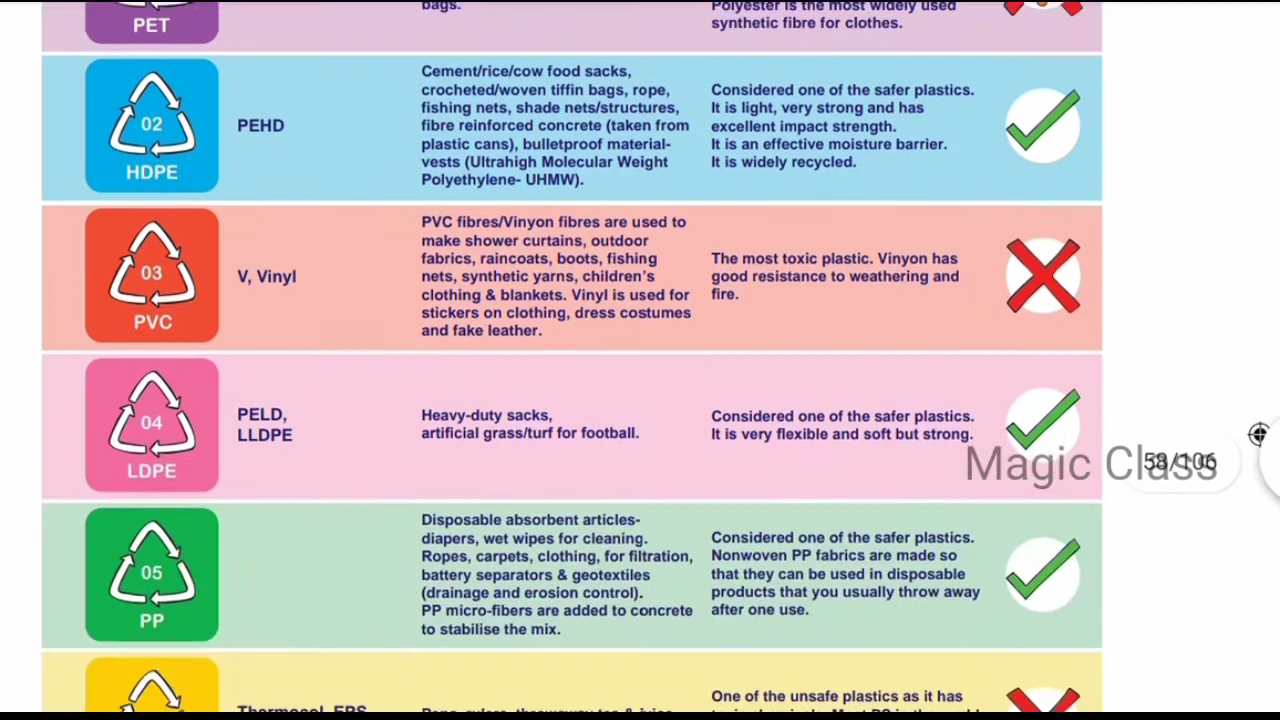 bags.
Polyester is the most widely used
synthetic fibre for clothes.
PET
02
HDPE
PEHD
Cement/rice/cow food sacks,
crocheted/woven tiffin bags, rope,
fishing nets, shade nets/structures,
fibre reinforced concrete (taken from
plastic cans), bulletproof material-
vests (Ultrahigh Molecular Weight
Polyethylene- UHMW).
Considered one of the safer plastics.
It is light, very strong and has
excellent impact strength.
It is an effective moisture barrier.
It is widely recycled.
03
PVC
V, Vinyl
PVC fibres/Vinyon fibres are used to
make shower curtains, outdoor
fabrics, raincoats, boots, fishing
nets, synthetic yarns, children's
clothing & blankets. Vinyl is used for
stickers on clothing, dress costumes
and fake leather.
The most toxic plastic. Vinyon has
good resistance to weathering and
fire.
04
LDPE
PELD,
LLDPE
Heavy-duty sacks,
artificial grass/turf for football.
Considered one of the safer plastics.
It is very flexible and soft but strong.
Magic Class
58/106
05
PP
Disposable absorbent articles-
diapers, wet wipes for cleaning.
Ropes, carpets, clothing, for filtration,
battery separators & geotextiles
(drainage and erosion control).
PP micro-fibers are added to concrete
to stabilise the mix.
Considered one of the safer plastics.
Nonwoven PP fabrics are made so
that they can be used in disposable
products that you usually throw away
after one use.
Thermocol, EPS
One of the unsafe plastics as it has